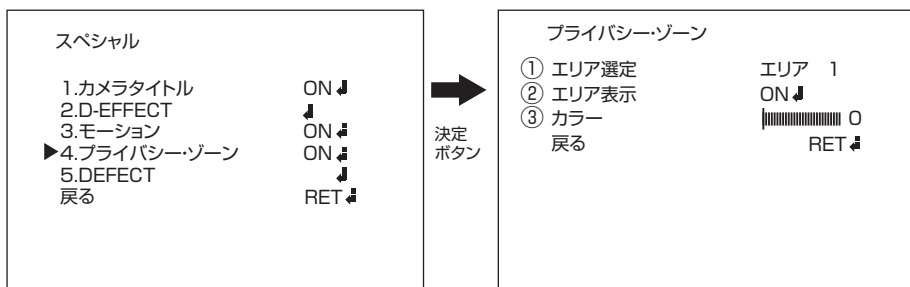 スペシャル
1.カメラタイトル ON↲
2.D-EFFECT ↲
3.モーション ON↲
▶4.プライバシー・ゾーン ON↲
5.DEFECT ↲
戻る RET↲
決定
ボタン
プライバシー・ゾーン
① エリア選定 エリア 1
② エリア表示 ON↲
③ カラー 0
戻る RET↲